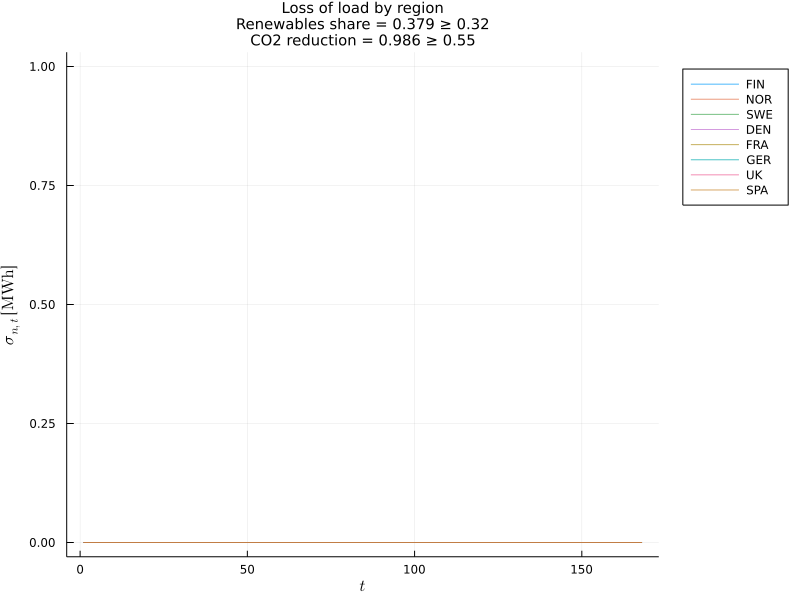 Loss of load by region
Renewables share = 0.379 ≥ 0.32
CO2 reduction = 0.986 ≥ 0.55
1.00
0.75
0.50
0.25
0.00
σ n,t [MWh]
0
50
100
150
t
FIN
NOR
SWE
DEN
FRA
GER
UK
SPA